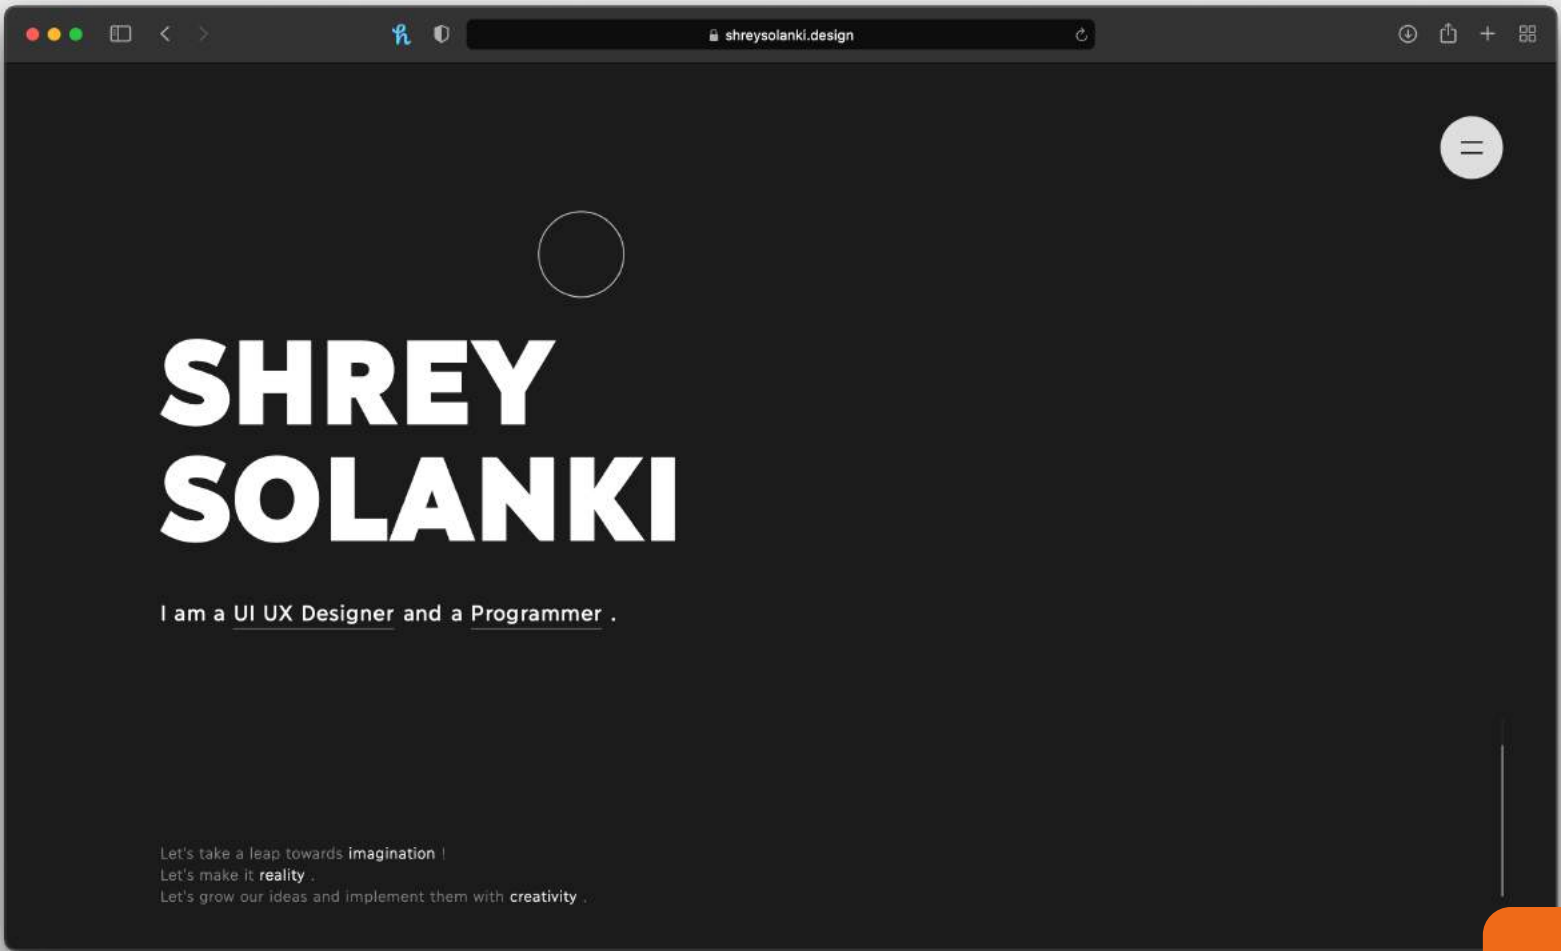 shreysolanki.design
SHREY
SOLANKI
I am a UI UX Designer and a Programmer .
Let's take a leap towards imagination !
Let's make it reality .
Let's grow our ideas and implement them with creativity .